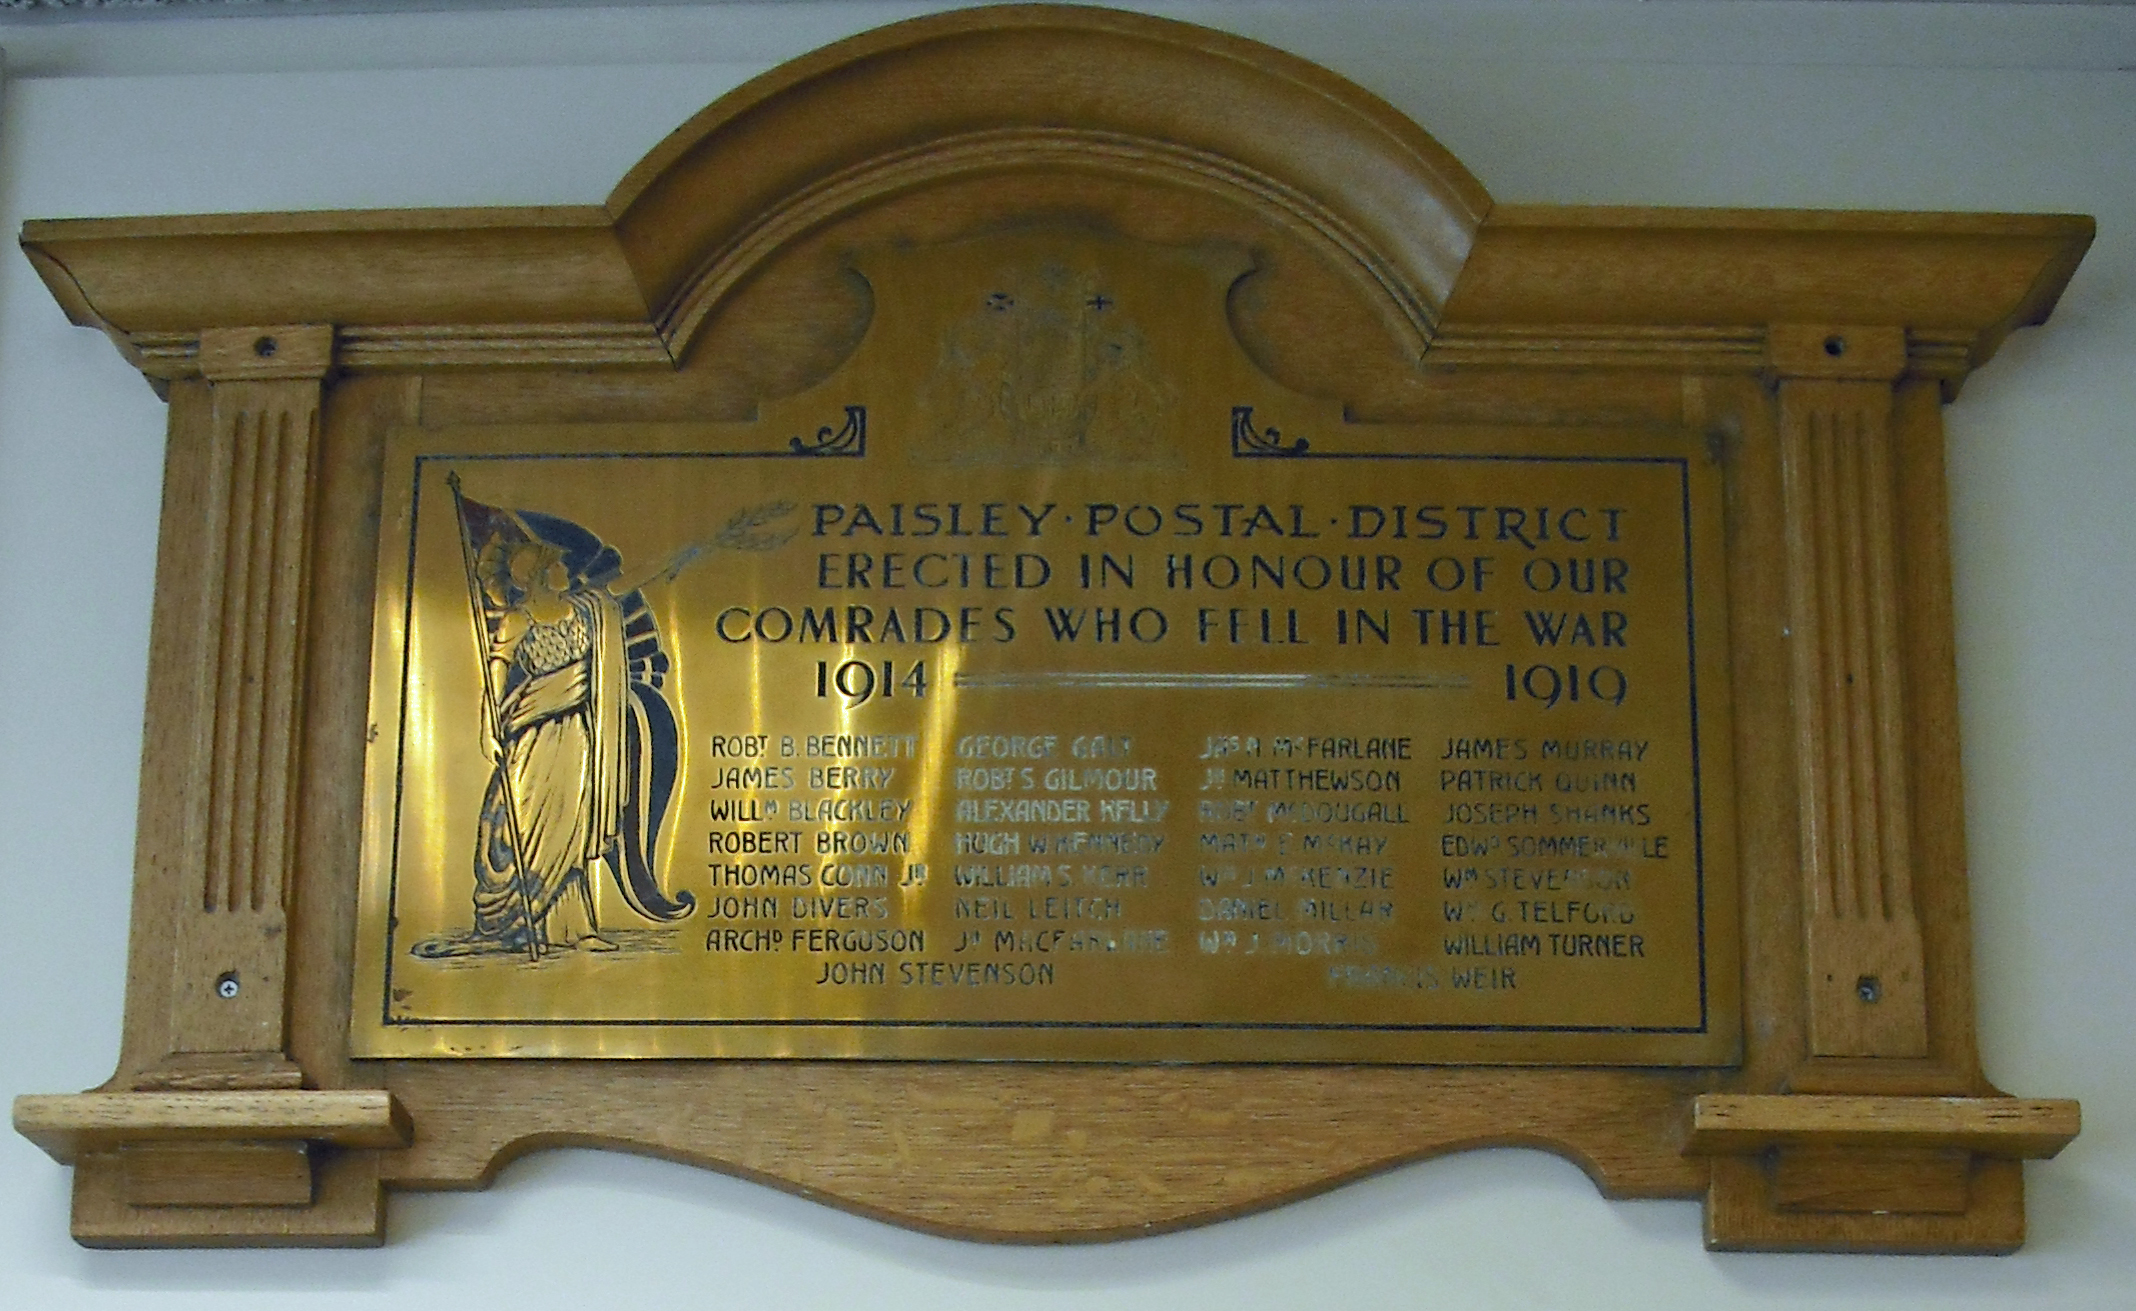 PAISLEY · POSTAL · DISTRICT
ERECTED IN HONOUR OF OUR
COMRADES WHO FELL IN THE WAR
1914 1919
ROBT B. BENNETT GEORGE GALT JAS A. McFARLANE JAMES MURRAY
JAMES BERRY ROBT S GILMOUR JN MATTHEWSON PATRICK QUINN
WILLM BLACKLEY ALEXANDER KELLY ROBT McDOUGALL JOSEPH SHANKS
ROBERT BROWN HUGH W KENNEDY MATW E McKAY EDWD SOMMERVILLE
THOMAS CONN JR WILLIAM S KERR WM J McKENZIE WM STEVENSON
JOHN DIVERS NEIL LEITCH DANIEL MILLAR WM G. TELFORD
ARCHD FERGUSON JN MACFARLANE WM J MORRIS WILLIAM TURNER
JOHN STEVENSON FRANCIS WEIR